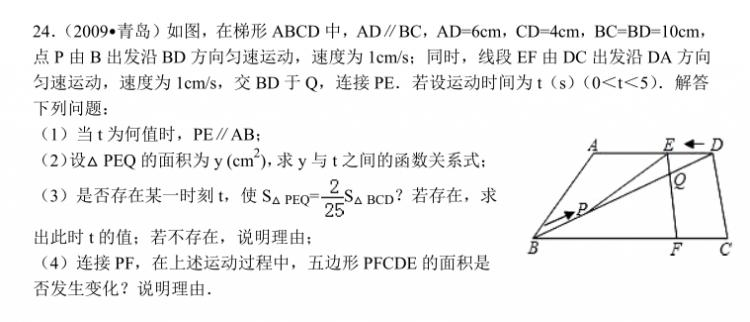 24.（2009•青岛）如图，在梯形 ABCD 中，AD∥BC，AD=6cm，CD=4cm，BC=BD=10cm，
点 P 由 B 出发沿 BD 方向匀速运动，速度为 1cm/s；同时，线段 EF 由 DC 出发沿 DA 方向
匀速运动，速度为 1cm/s，交 BD 于 Q，连接 PE．若设运动时间为 t（s）（0＜t＜5）．解答
下列问题：
（1）当 t 为何值时，PE∥AB；
（2）设△ PEQ 的面积为 y (cm²)，求 y 与 t 之间的函数关系式；
（3）是否存在某一时刻 t，使 S△ PEQ=2/25 S△ BCD？若存在，求
出此时 t 的值；若不存在，说明理由；
（4）连接 PF，在上述运动过程中，五边形 PFCDE 的面积是
否发生变化？说明理由．
A E D
Q
P
B F C